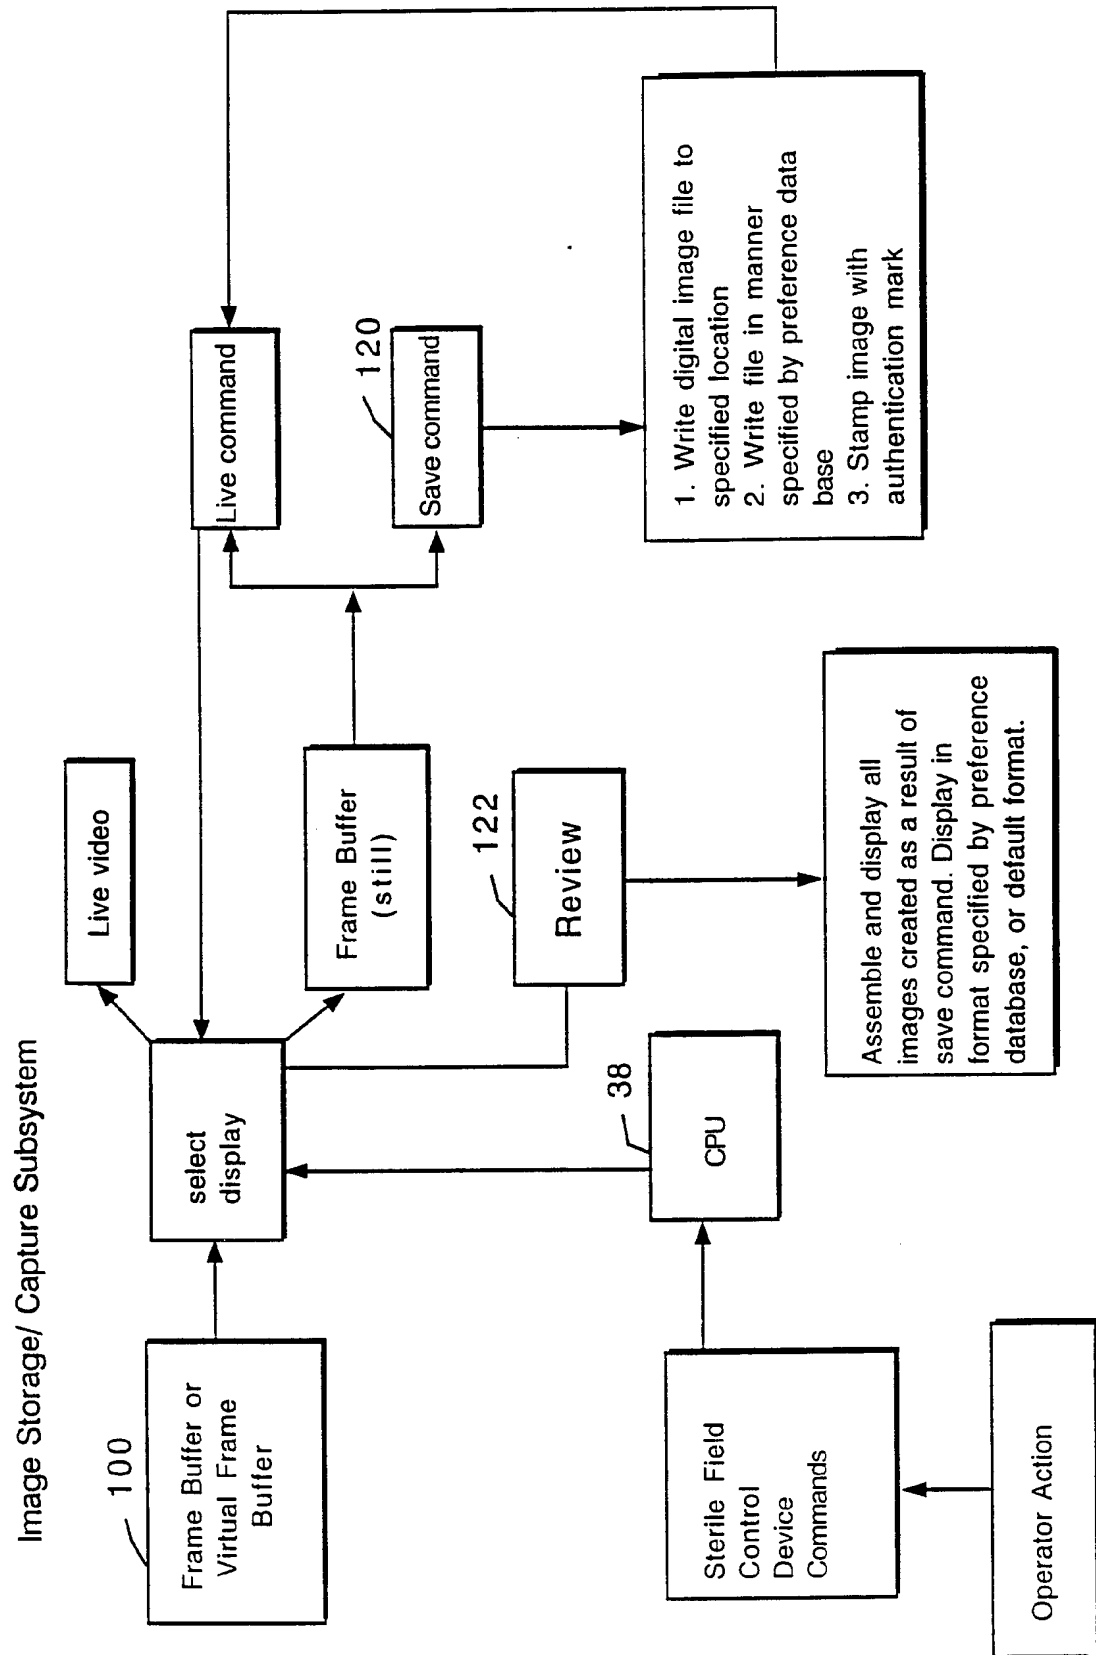 Image Storage/ Capture Subsystem
100
Frame Buffer or
Virtual Frame
Buffer
select
display
Live video
Frame Buffer
(still)
Live command
120
Save command
122
Review
38
CPU
Sterile Field
Control
Device
Commands
Operator Action
1. Write digital image file to
specified location
2. Write file in manner
specified by preference data
base
3. Stamp image with
authentication mark
Assemble and display all
images created as a result of
save command. Display in
format specified by preference
database, or default format.